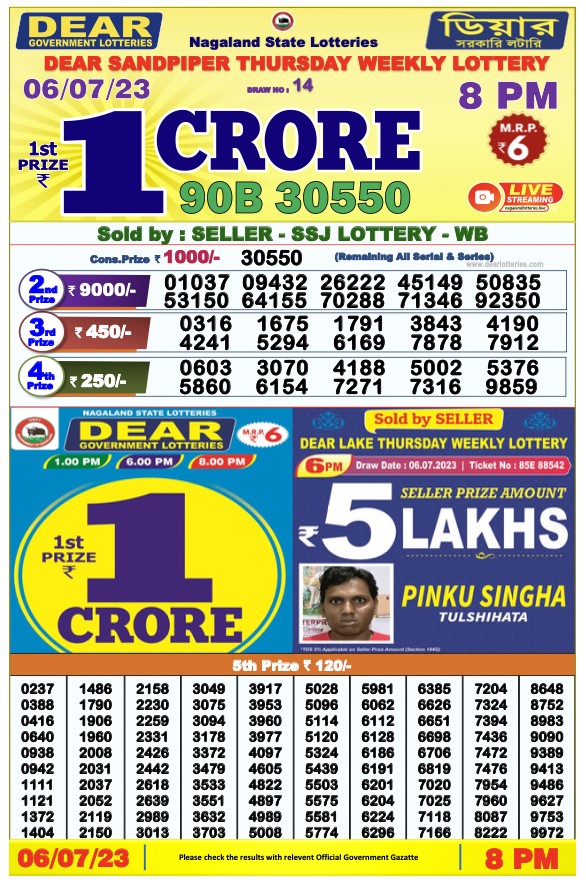 DEAR
GOVERNMENT LOTTERIES
Nagaland State Lotteries
ডিয়ার
সরকারি লটারি
DEAR SANDPIPER THURSDAY WEEKLY LOTTERY
06/07/23
DRAW NO : 14
8 PM
1st
PRIZE
₹
1 CRORE
M.R.P.
₹6
90B 30550
LIVE
STREAMING
nagalandlotteries.live
Sold by : SELLER - SSJ LOTTERY - WB
Cons.Prize ₹ 1000/- 30550 (Remaining All Serial & Series)
www.dearlotteries.com
2nd Prize ₹ 9000/- 01037 09432 26222 45149 50835
53150 64155 70288 71346 92350
3rd Prize ₹ 450/- 0316 1675 1791 3843 4190
4241 5294 6169 7878 7912
4th Prize ₹ 250/- 0603 3070 4188 5002 5376
5860 6154 7271 7316 9859
NAGALAND STATE LOTTERIES
DEAR
GOVERNMENT LOTTERIES
M.R.P.
₹6
1.00 PM 6.00 PM 8.00 PM
1st
PRIZE
₹
1
CRORE
Sold by SELLER
DEAR LAKE THURSDAY WEEKLY LOTTERY
6PM Draw Date : 06.07.2023 | Ticket No : 85E 88542
SELLER PRIZE AMOUNT
₹5 LAKHS
PINKU SINGHA
TULSHIHATA
*TDS 5% Applicable on Seller Prize Amount (Section 194G)
5th Prize ₹ 120/-
0237 1486 2158 3049 3917 5028 5981 6385 7204 8648
0388 1790 2230 3075 3953 5096 6062 6626 7324 8752
0416 1906 2259 3094 3960 5114 6112 6651 7394 8983
0640 1960 2331 3178 3977 5120 6128 6698 7436 9090
0938 2008 2426 3372 4097 5324 6186 6706 7472 9389
0942 2031 2442 3479 4605 5439 6191 6819 7476 9413
1111 2037 2618 3533 4822 5503 6201 7020 7954 9486
1121 2052 2639 3551 4897 5575 6204 7025 7960 9627
1372 2119 2989 3632 4989 5581 6224 7118 8087 9753
1404 2150 3013 3703 5008 5774 6296 7166 8222 9972
06/07/23
Please check the results with relevent Official Government Gazatte
8 PM